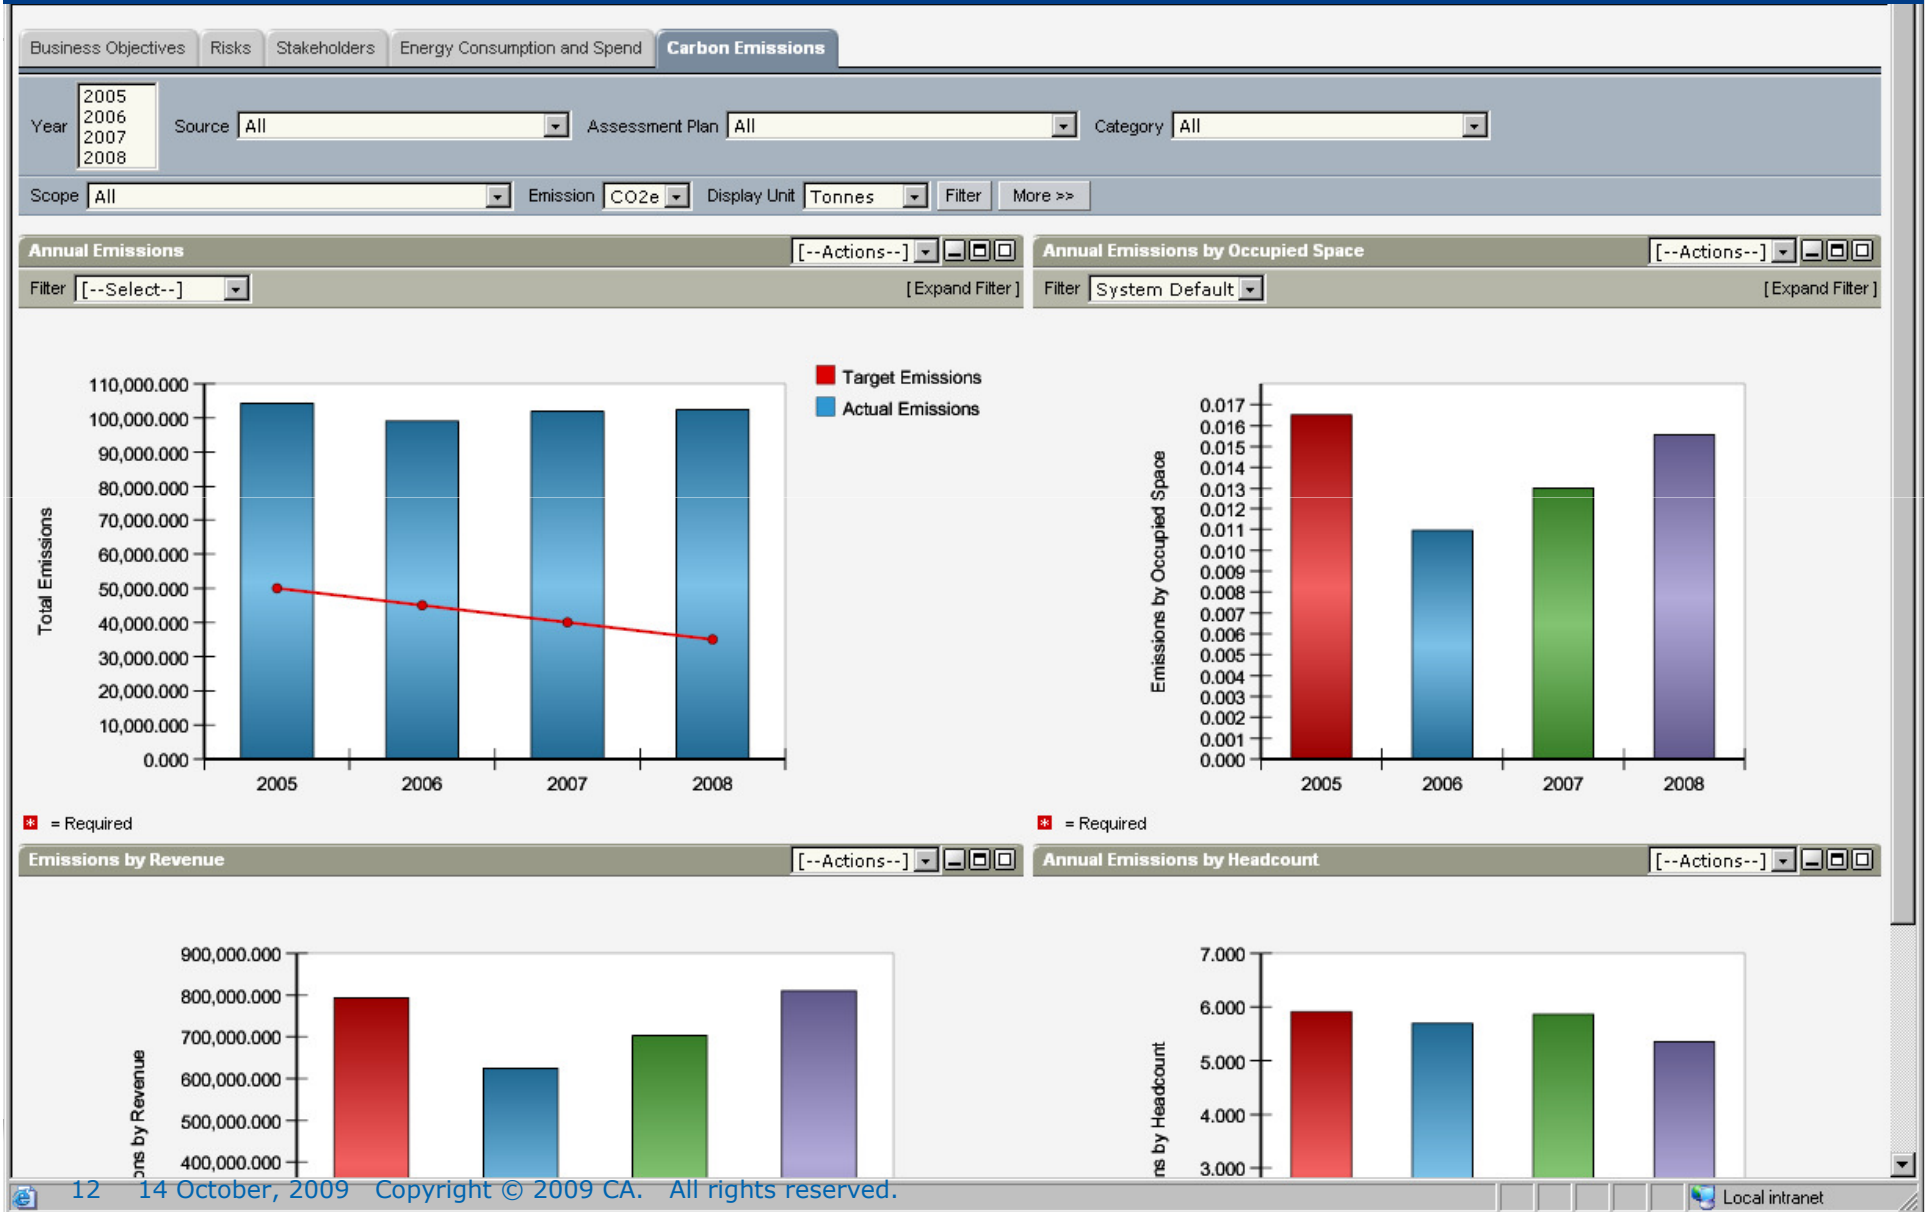 Business Objectives Risks Stakeholders Energy Consumption and Spend Carbon Emissions
Year 2005 2006 2007 2008 Source All Assessment Plan All Category All
Scope All Emission CO2e Display Unit Tonnes Filter More >>
Annual Emissions [--Actions--]
Filter [--Select--] [ Expand Filter ]
110,000.000
100,000.000
90,000.000
80,000.000
70,000.000
60,000.000
50,000.000
40,000.000
30,000.000
20,000.000
10,000.000
0.000
Total Emissions
2005 2006 2007 2008
Target Emissions
Actual Emissions
* = Required
Annual Emissions by Occupied Space [--Actions--]
Filter System Default [ Expand Filter ]
0.017
0.016
0.015
0.014
0.013
0.012
0.011
0.010
0.009
0.008
0.007
0.006
0.005
0.004
0.003
0.002
0.001
0.000
Emissions by Occupied Space
2005 2006 2007 2008
* = Required
Emissions by Revenue [--Actions--]
900,000.000
800,000.000
700,000.000
600,000.000
500,000.000
400,000.000
ons by Revenue
Annual Emissions by Headcount [--Actions--]
7.000
6.000
5.000
4.000
3.000
ns by Headcount
12 14 October, 2009 Copyright © 2009 CA. All rights reserved.
Local intranet